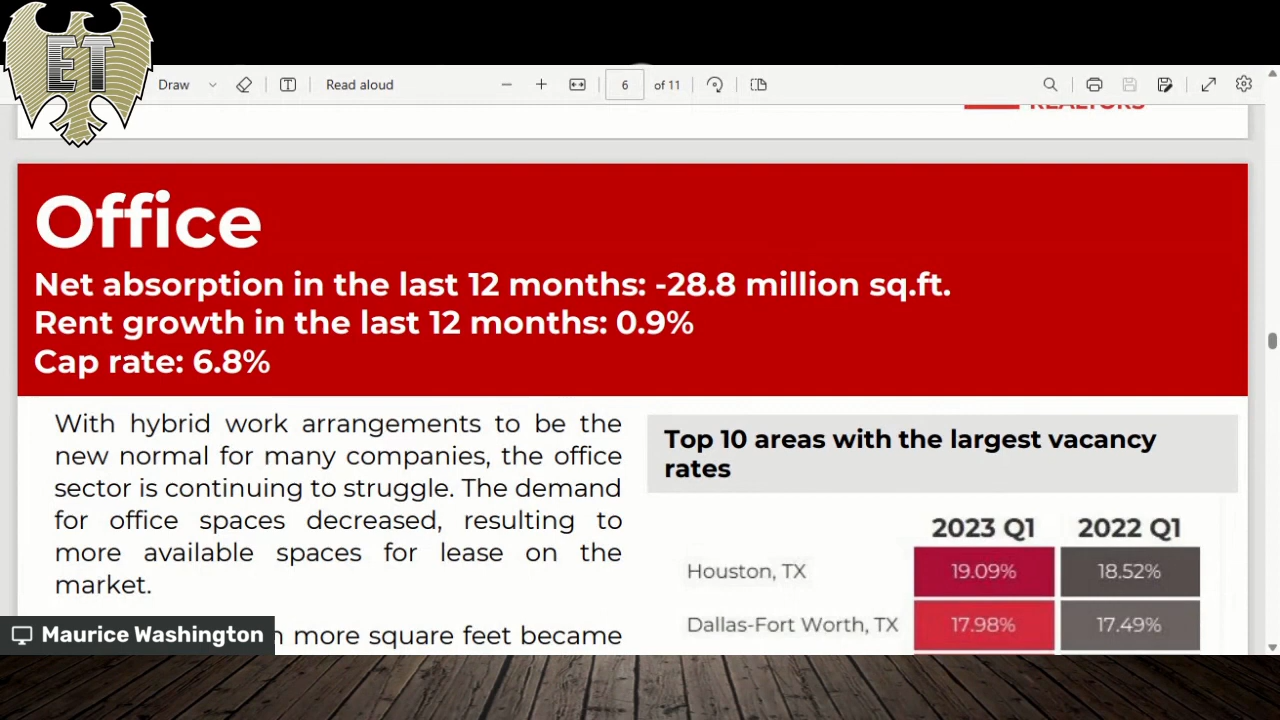 ET
Draw
Read aloud
6
of 11
REALTORS
Office
Net absorption in the last 12 months: -28.8 million sq.ft.
Rent growth in the last 12 months: 0.9%
Cap rate: 6.8%
With hybrid work arrangements to be the
new normal for many companies, the office
sector is continuing to struggle. The demand
for office spaces decreased, resulting to
more available spaces for lease on the
market.
more square feet became
Top 10 areas with the largest vacancy
rates
2023 Q1 2022 Q1
Houston, TX 19.09% 18.52%
Dallas-Fort Worth, TX 17.98% 17.49%
Maurice Washington